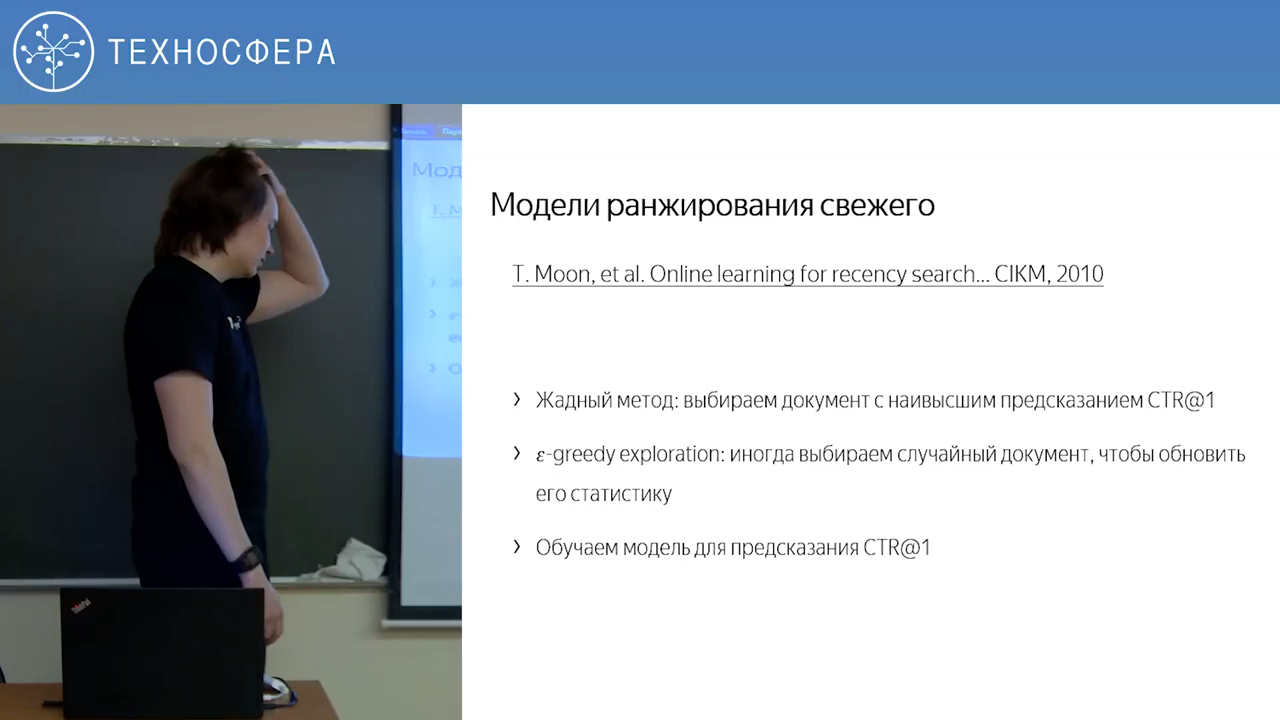 ТЕХНОСФЕРА
Модели ранжирования свежего
T. Moon, et al. Online learning for recency search... CIKM, 2010
› Жадный метод: выбираем документ с наивысшим предсказанием CTR@1
› ε-greedy exploration: иногда выбираем случайный документ, чтобы обновить
его статистику
› Обучаем модель для предсказания CTR@1
Мод
T. M
ThinkPad